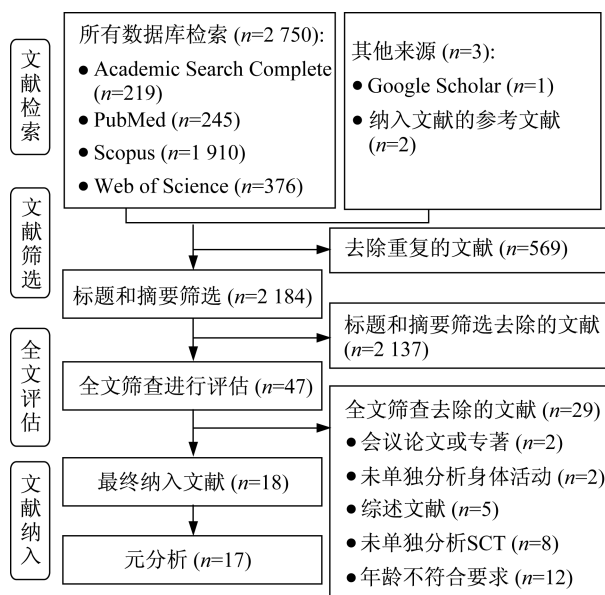 文献检索
所有数据库检索 (n=2 750):
● Academic Search Complete
(n=219)
● PubMed (n=245)
● Scopus (n=1 910)
● Web of Science (n=376)
其他来源 (n=3):
● Google Scholar (n=1)
● 纳入文献的参考文献
(n=2)
文献筛选
去除重复的文献 (n=569)
标题和摘要筛选 (n=2 184)
标题和摘要筛选去除的文献
(n=2 137)
全文评估
全文筛查进行评估 (n=47)
全文筛查去除的文献 (n=29)
●会议论文或专著 (n=2)
●未单独分析身体活动 (n=2)
●综述文献 (n=5)
●未单独分析SCT (n=8)
●年龄不符合要求 (n=12)
文献纳入
最终纳入文献 (n=18)
元分析 (n=17)